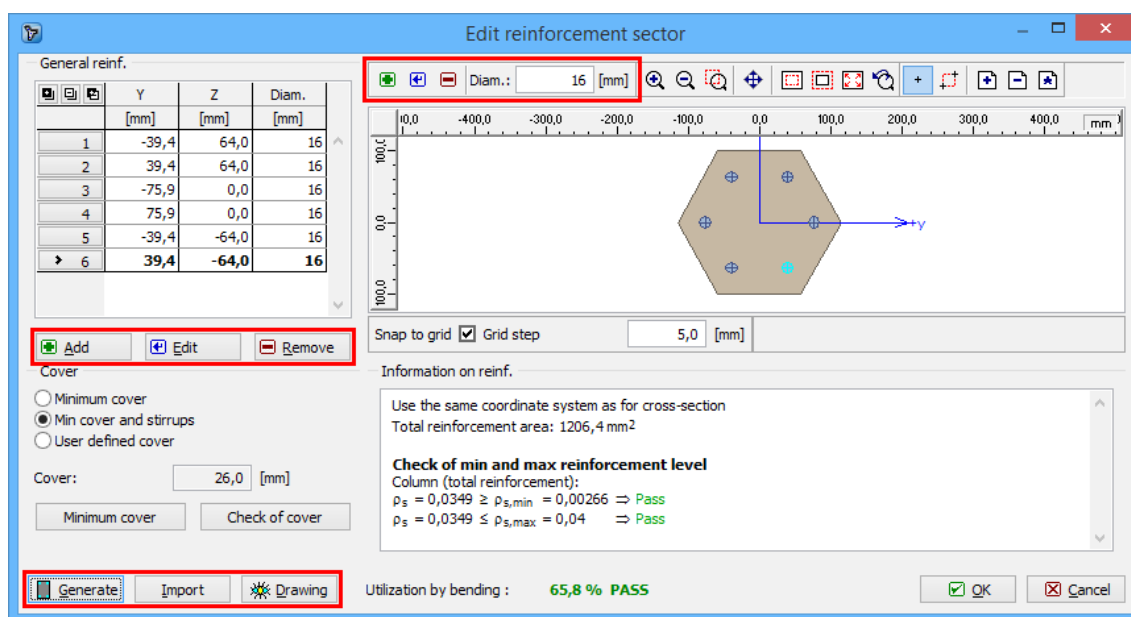 Edit reinforcement sector
General reinf.
Y Z Diam.
[mm] [mm] [mm]
1 -39,4 64,0 16
2 39,4 64,0 16
3 -75,9 0,0 16
4 75,9 0,0 16
5 -39,4 -64,0 16
6 39,4 -64,0 16
Add Edit Remove
Cover
Minimum cover
Min cover and stirrups
User defined cover
Cover: 26,0 [mm]
Minimum cover Check of cover
Generate Import Drawing
Diam.: 16 [mm]
-400,0 -300,0 -200,0 -100,0 0,0 100,0 200,0 300,0 400,0 mm
100,0
0,0
100,0
+y
Snap to grid Grid step 5,0 [mm]
Information on reinf.
Use the same coordinate system as for cross-section
Total reinforcement area: 1206,4 mm²
Check of min and max reinforcement level
Column (total reinforcement):
ρs = 0,0349 ≥ ρs,min = 0,00266 ⇒ Pass
ρs = 0,0349 ≤ ρs,max = 0,04 ⇒ Pass
Utilization by bending : 65,8 % PASS
OK Cancel